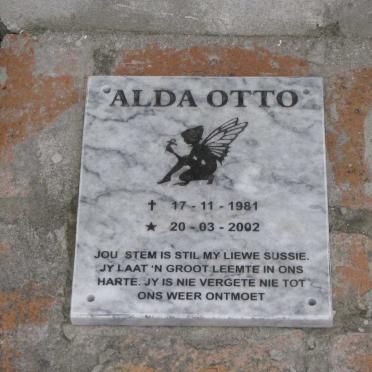 ALDA OTTO
✝ 17 - 11 - 1981
★ 20 - 03 - 2002
JOU STEM IS STIL MY LIEWE SUSSIE.
JY LAAT 'N GROOT LEEMTE IN ONS
HARTE. JY IS NIE VERGETE NIE TOT
ONS WEER ONTMOET